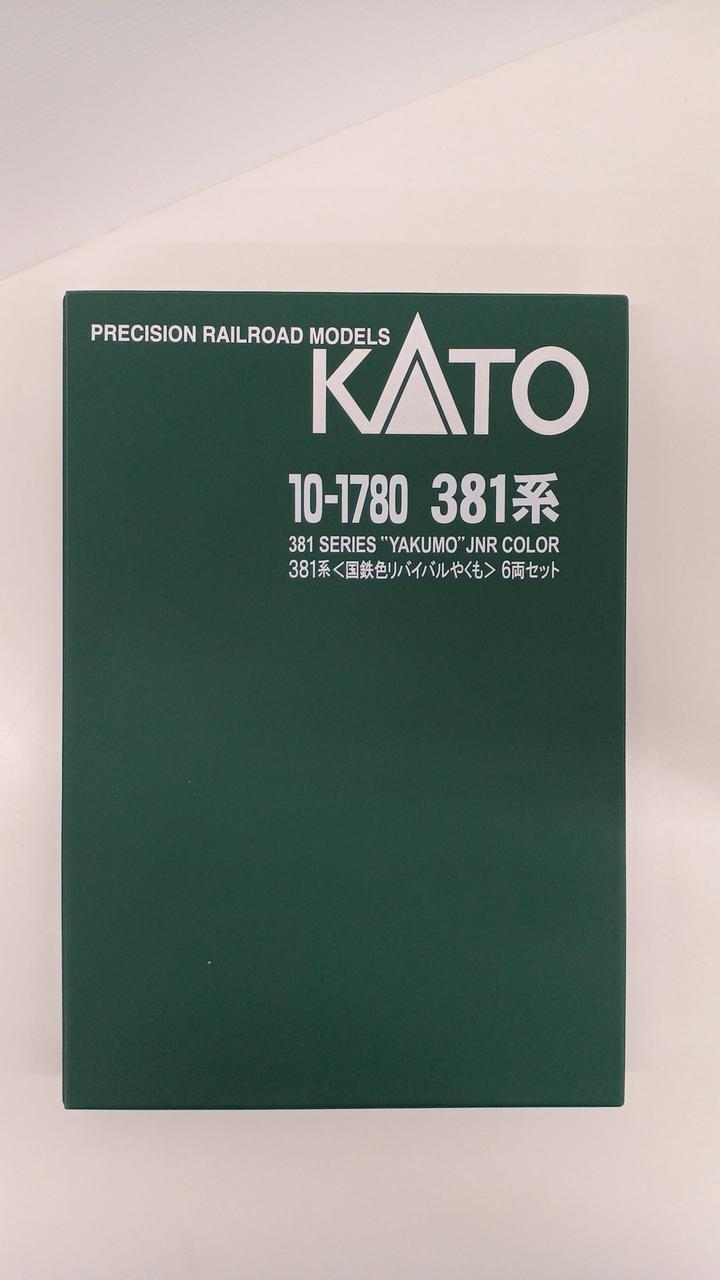 PRECISION RAILROAD MODELS
KATO
10-1780 381系
381 SERIES "YAKUMO" JNR COLOR
381系<国鉄色リバイバルやくも> 6両セット